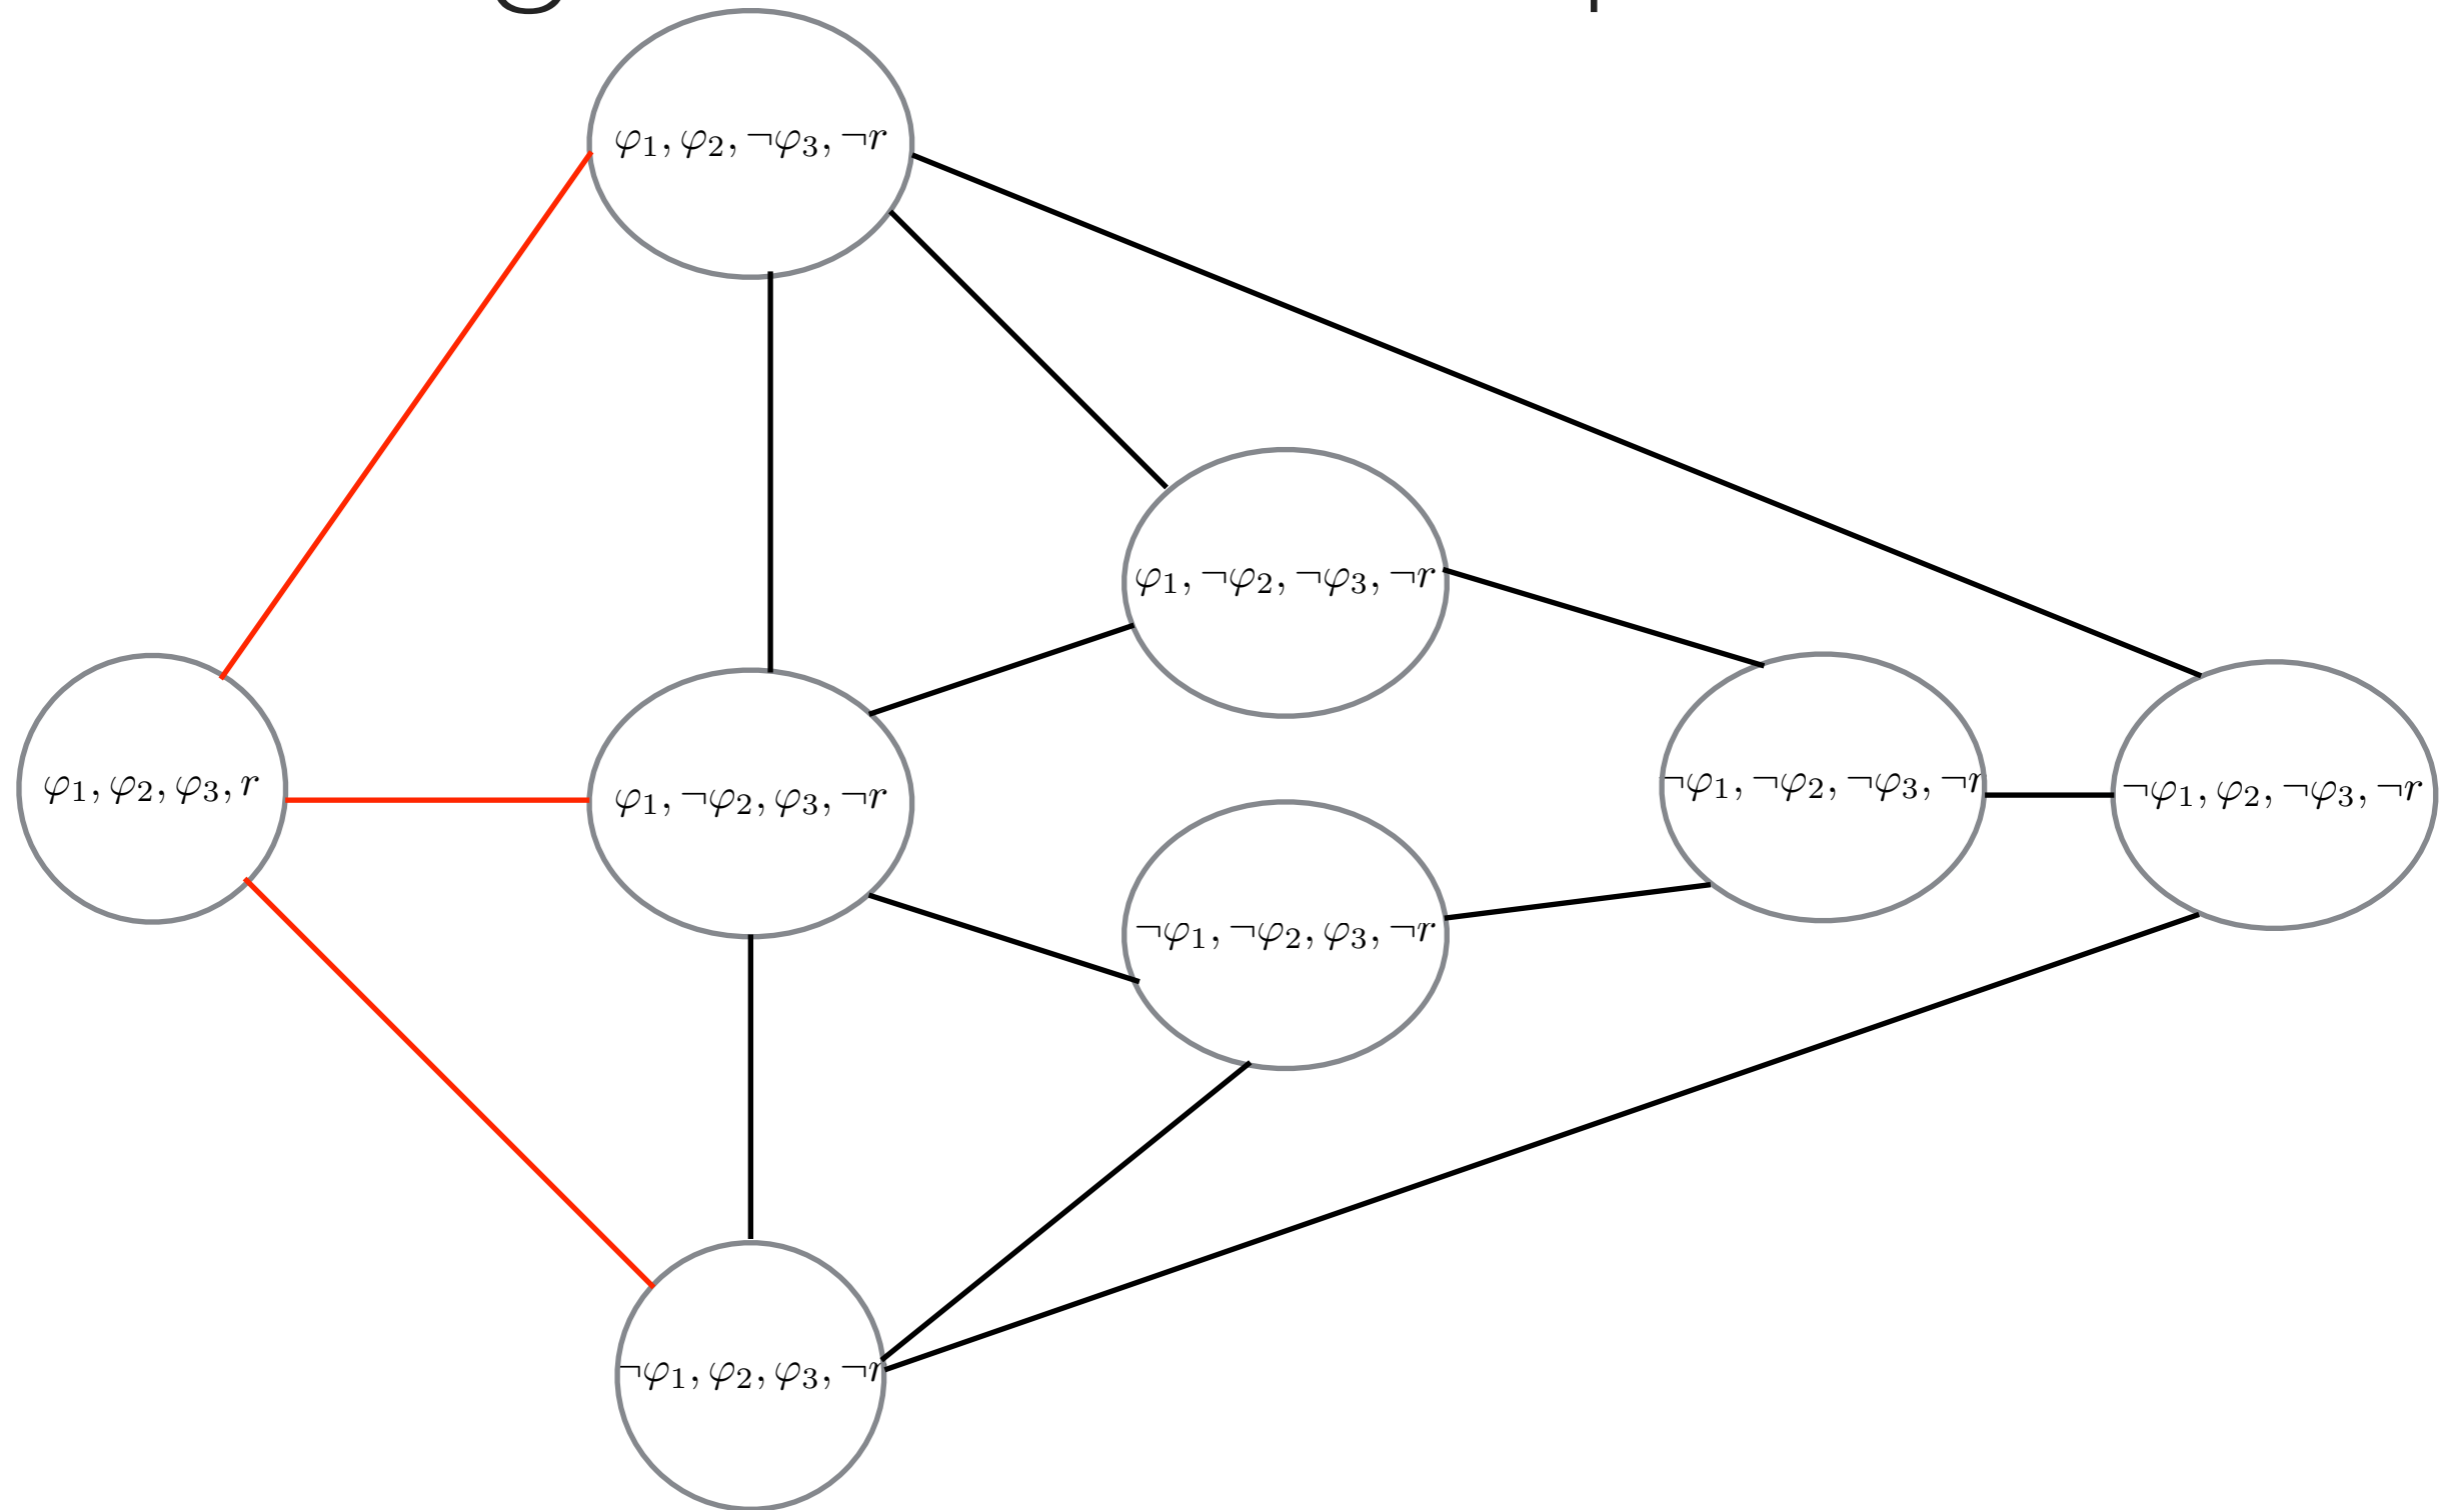 φ₁, φ₂, ¬φ₃, ¬r
φ₁, ¬φ₂, ¬φ₃, ¬r
φ₁, φ₂, φ₃, r
φ₁, ¬φ₂, φ₃, ¬r
¬φ₁, ¬φ₂, ¬φ₃, ¬r
¬φ₁, φ₂, ¬φ₃, ¬r
¬φ₁, ¬φ₂, φ₃, ¬r
¬φ₁, φ₂, φ₃, ¬r